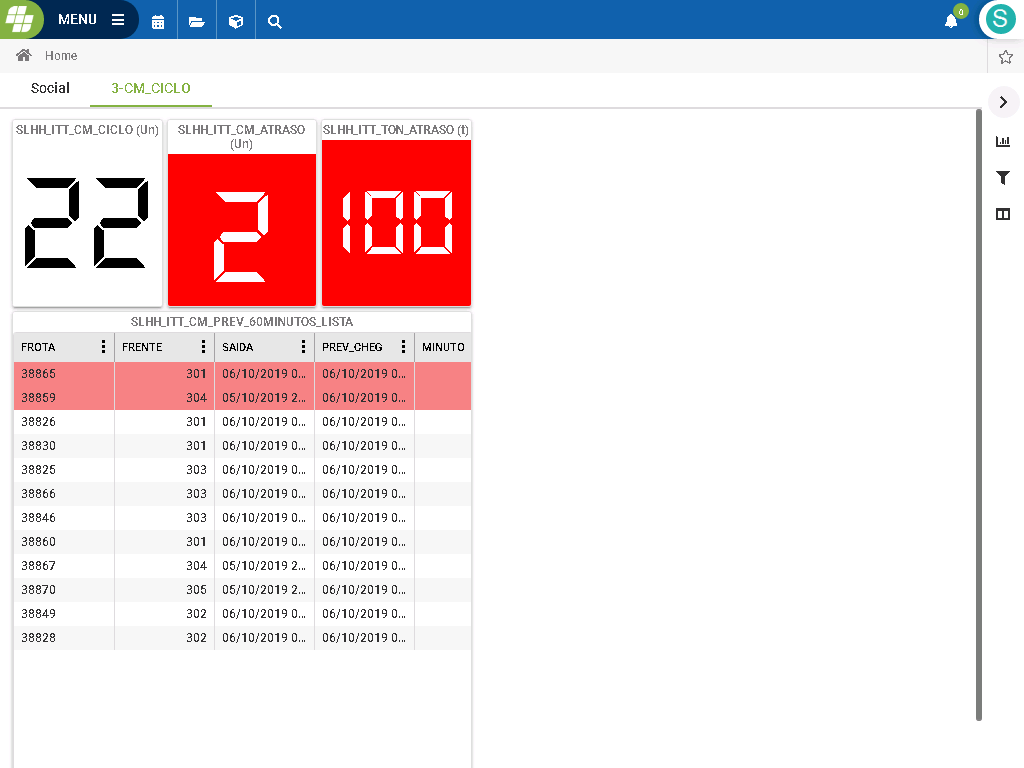 MENU
0
S
Home
Social 3-CM_CICLO
SLHH_ITT_CM_CICLO (Un)
22
SLHH_ITT_CM_ATRASO
(Un)
2
SLHH_ITT_TON_ATRASO (t)
100
SLHH_ITT_CM_PREV_60MINUTOS_LISTA
FROTA FRENTE SAIDA PREV_CHEG MINUTO
38865 301 06/10/2019 0... 06/10/2019 0...
38859 304 05/10/2019 2... 06/10/2019 0...
38826 301 06/10/2019 0... 06/10/2019 0...
38830 301 06/10/2019 0... 06/10/2019 0...
38825 303 06/10/2019 0... 06/10/2019 0...
38866 303 06/10/2019 0... 06/10/2019 0...
38846 303 06/10/2019 0... 06/10/2019 0...
38860 301 06/10/2019 0... 06/10/2019 0...
38867 304 05/10/2019 2... 06/10/2019 0...
38870 305 05/10/2019 2... 06/10/2019 0...
38849 302 06/10/2019 0... 06/10/2019 0...
38828 302 06/10/2019 0... 06/10/2019 0...